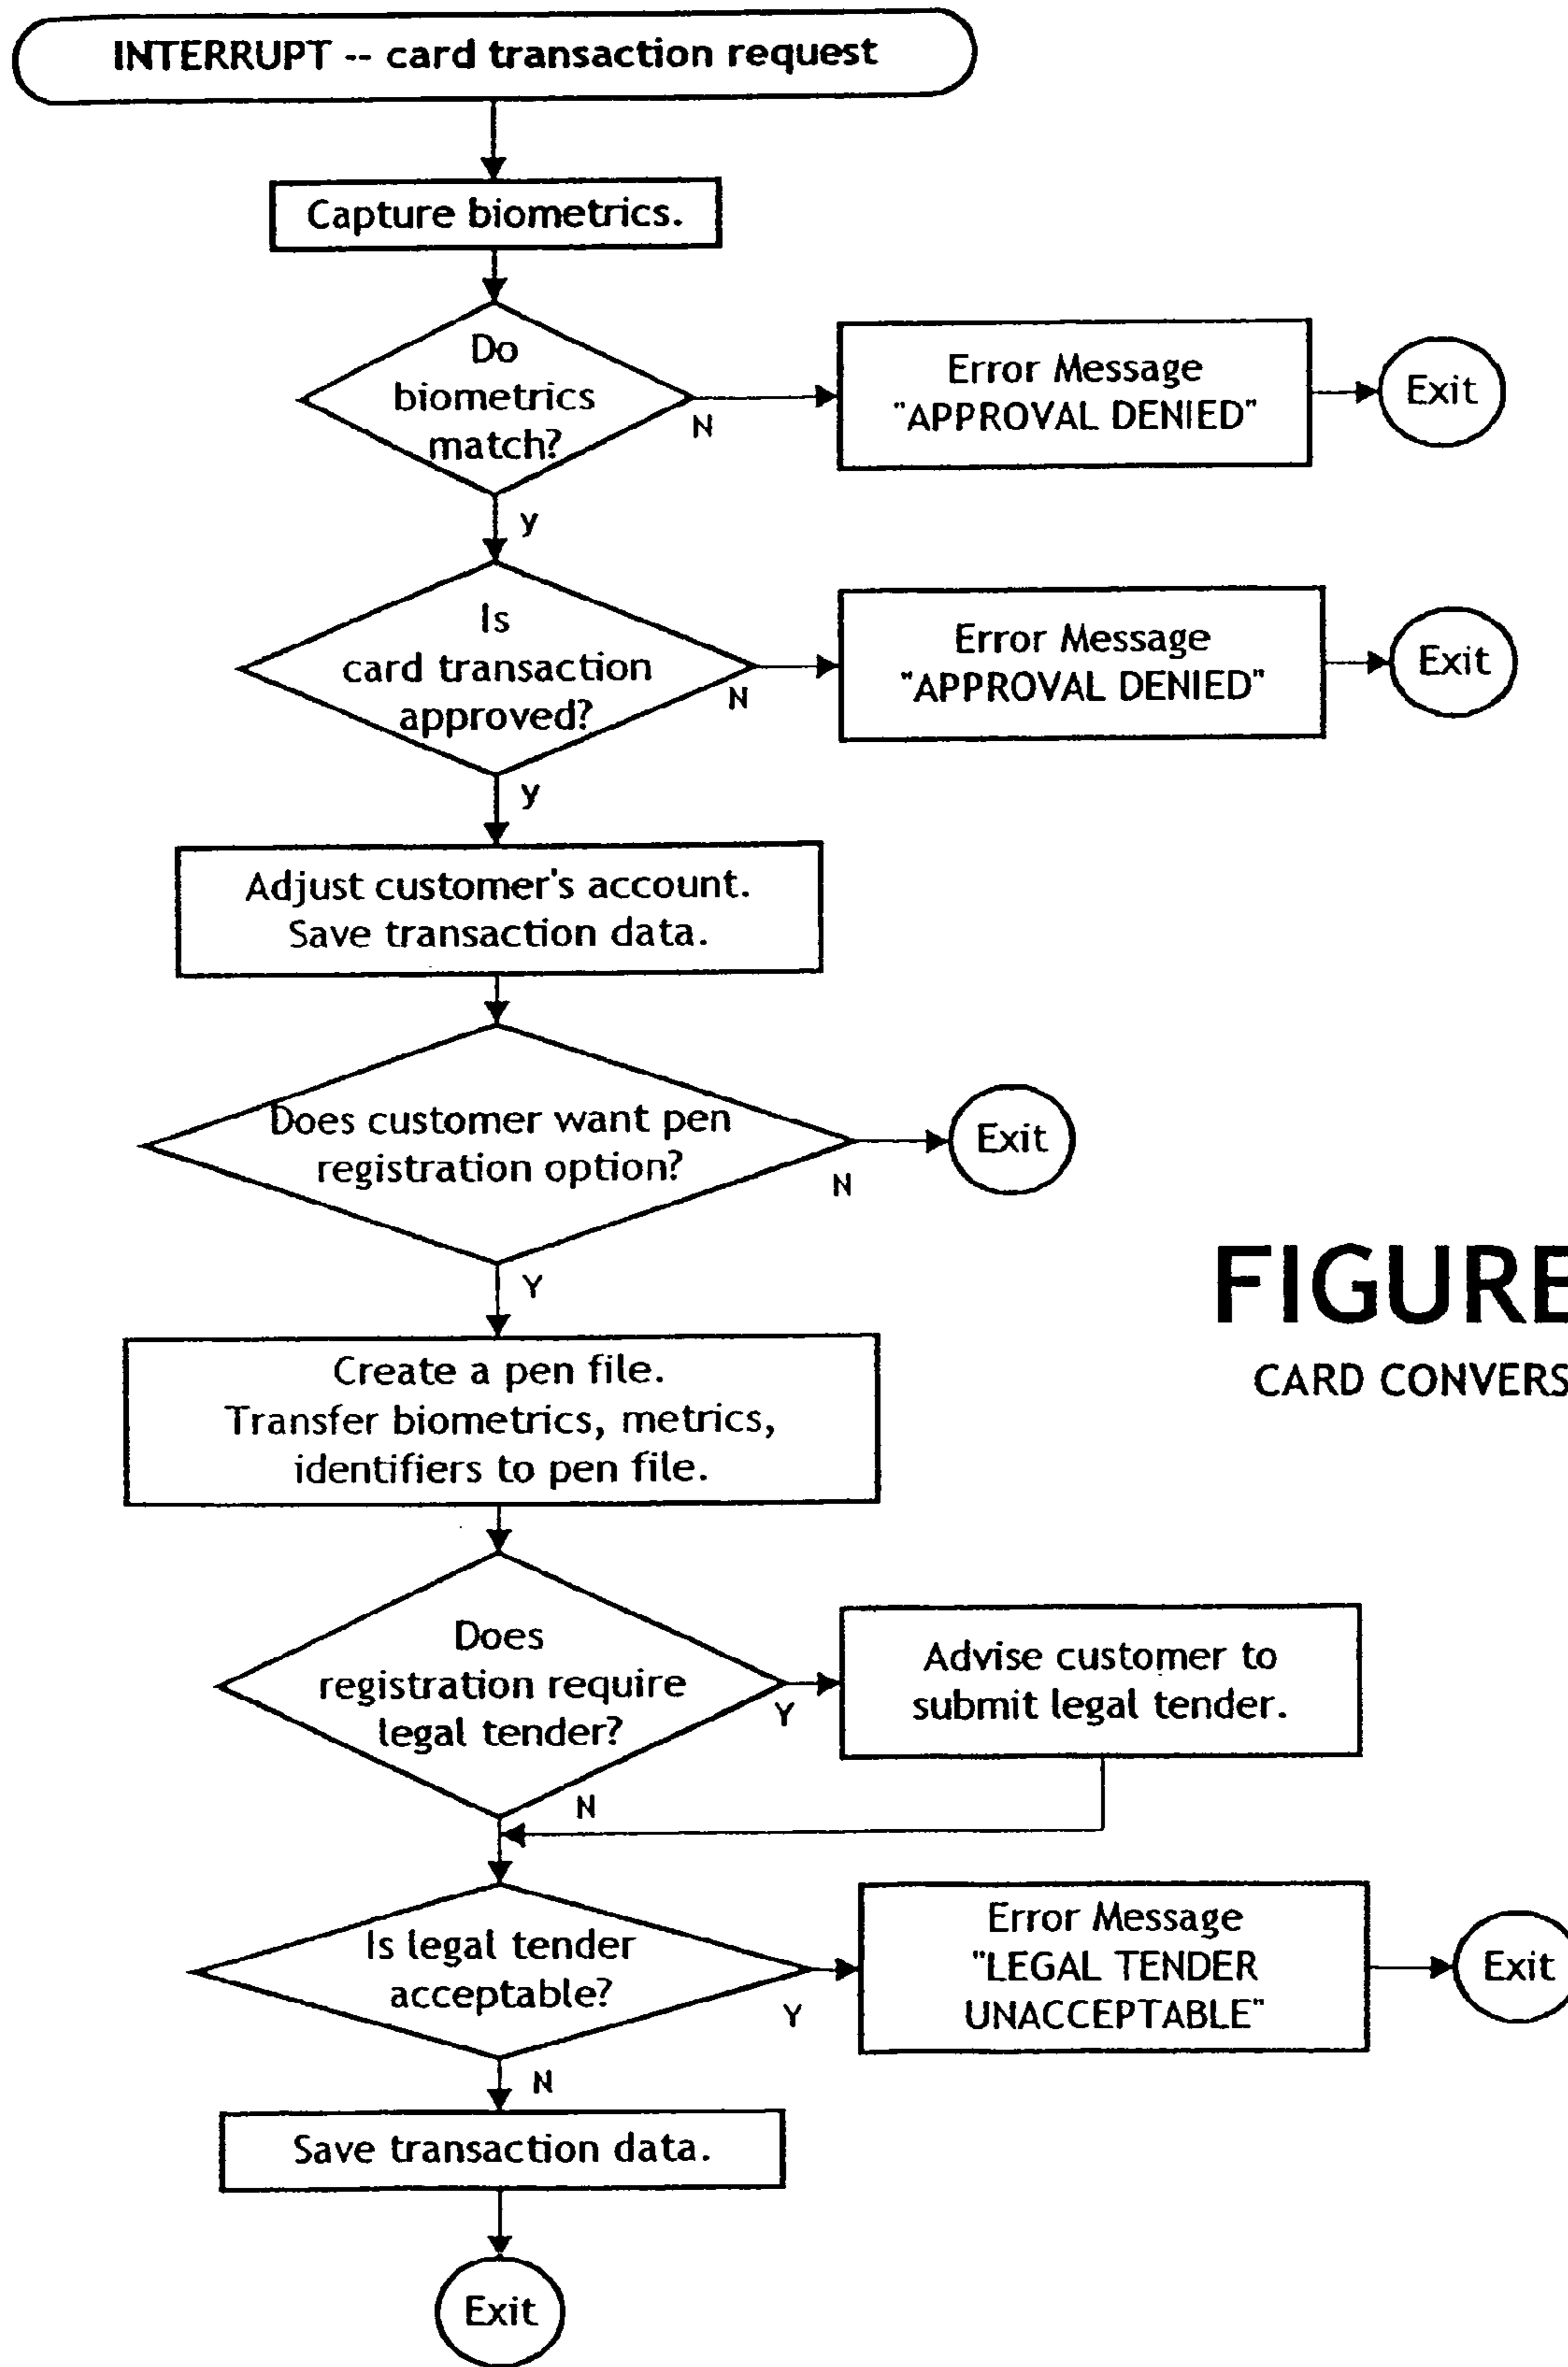 INTERRUPT -- card transaction request
Capture biometrics.
Do
biometrics
match?
N
Error Message
"APPROVAL DENIED"
Exit
y
Is
card transaction
approved?
N
Error Message
"APPROVAL DENIED"
Exit
y
Adjust customer's account.
Save transaction data.
Does customer want pen
registration option?
N
Exit
Y
FIGURE
CARD CONVERS
Create a pen file.
Transfer biometrics, metrics,
identifiers to pen file.
Does
registration require
legal tender?
Y
Advise customer to
submit legal tender.
N
Is legal tender
acceptable?
Y
Error Message
"LEGAL TENDER
UNACCEPTABLE"
Exit
N
Save transaction data.
Exit